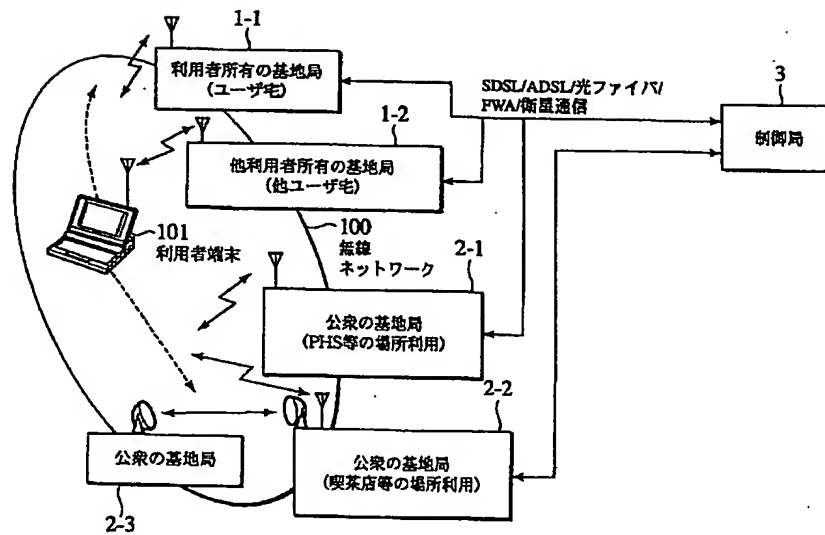 1-1
利用者所有の基地局
(ユーザ宅)
SDSL/ADSL/光ファイバ/
FWA/衛星通信
3
制御局
1-2
他利用者所有の基地局
(他ユーザ宅)
101
利用者端末
100
無線
ネットワーク
2-1
公衆の基地局
(PHS等の場所利用)
2-2
公衆の基地局
(喫茶店等の場所利用)
公衆の基地局
2-3